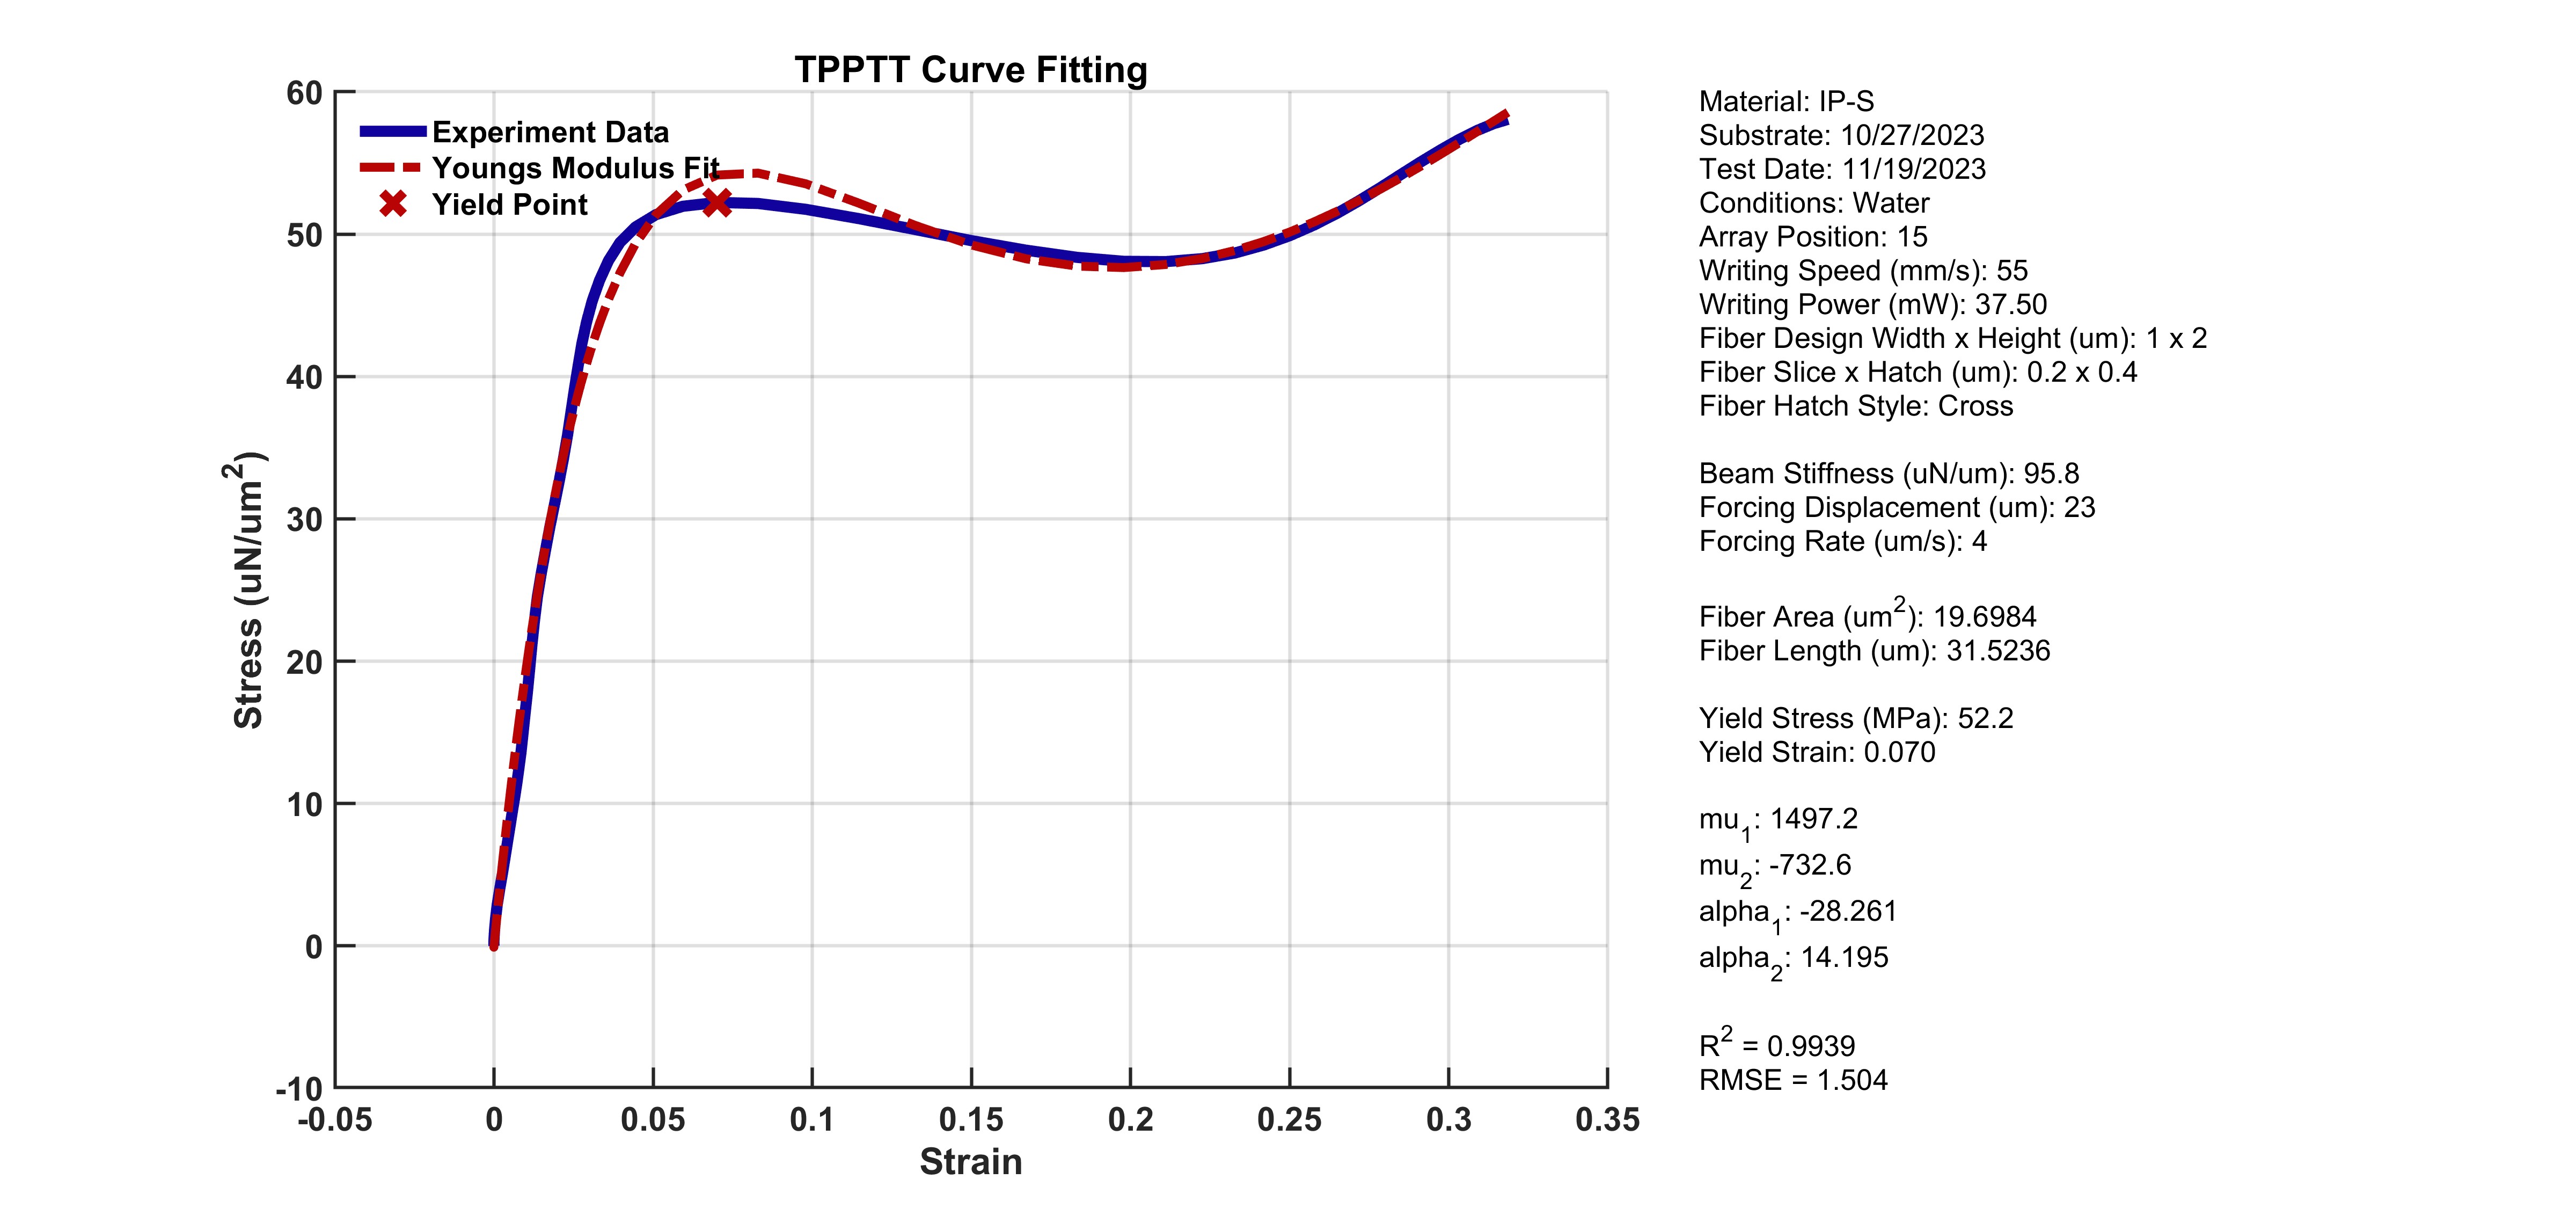 TPPTT Curve Fitting
60
50
40
30
20
10
0
-10
Stress (uN/um²)
Experiment Data
Youngs Modulus Fit
Yield Point
-0.05 0 0.05 0.1 0.15 0.2 0.25 0.3 0.35
Strain
Material: IP-S
Substrate: 10/27/2023
Test Date: 11/19/2023
Conditions: Water
Array Position: 15
Writing Speed (mm/s): 55
Writing Power (mW): 37.50
Fiber Design Width x Height (um): 1 x 2
Fiber Slice x Hatch (um): 0.2 x 0.4
Fiber Hatch Style: Cross
Beam Stiffness (uN/um): 95.8
Forcing Displacement (um): 23
Forcing Rate (um/s): 4
Fiber Area (um²): 19.6984
Fiber Length (um): 31.5236
Yield Stress (MPa): 52.2
Yield Strain: 0.070
mu₁: 1497.2
mu₂: -732.6
alpha₁: -28.261
alpha₂: 14.195
R² = 0.9939
RMSE = 1.504